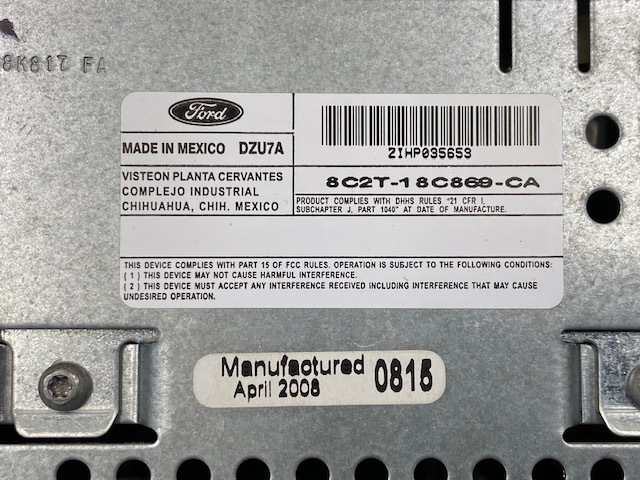 8K817 FA
Ford
MADE IN MEXICO DZU7A
2IHP095659
VISTEON PLANTA CERVANTES
COMPLEJO INDUSTRIAL
CHIHUAHUA, CHIH. MEXICO
8C2T-18C869-CA
PRODUCT COMPLIES WITH DHHS RULES "21 CFR I,
SUBCHAPTER J, PART 1040" AT DATE OF MANUFACTURE.
THIS DEVICE COMPLIES WITH PART 15 OF FCC RULES. OPERATION IS SUBJECT TO THE FOLLOWING CONDITIONS:
( 1 ) THIS DEVICE MAY NOT CAUSE HARMFUL INTERFERENCE.
( 2 ) THIS DEVICE MUST ACCEPT ANY INTERFERENCE RECEIVED INCLUDING INTERFERENCE THAT MAY CAUSE
UNDESIRED OPERATION.
Manufactured
April 2008
0815